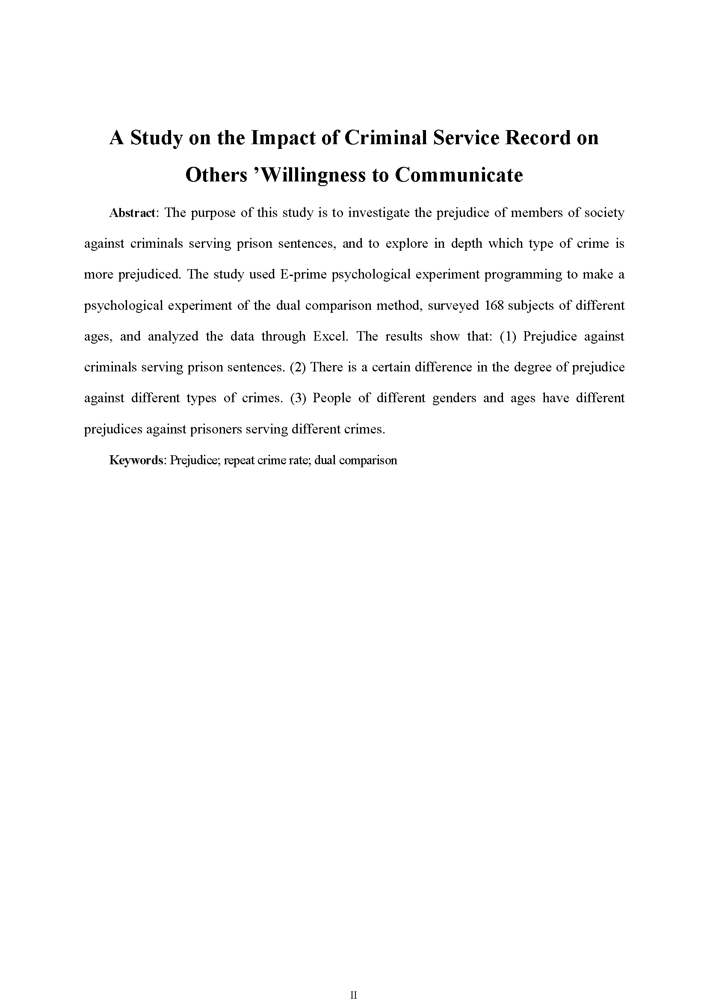 A Study on the Impact of Criminal Service Record on
Others ’Willingness to Communicate
Abstract: The purpose of this study is to investigate the prejudice of members of society
against criminals serving prison sentences, and to explore in depth which type of crime is
more prejudiced. The study used E-prime psychological experiment programming to make a
psychological experiment of the dual comparison method, surveyed 168 subjects of different
ages, and analyzed the data through Excel. The results show that: (1) Prejudice against
criminals serving prison sentences. (2) There is a certain difference in the degree of prejudice
against different types of crimes. (3) People of different genders and ages have different
prejudices against prisoners serving different crimes.
Keywords: Prejudice; repeat crime rate; dual comparison
II